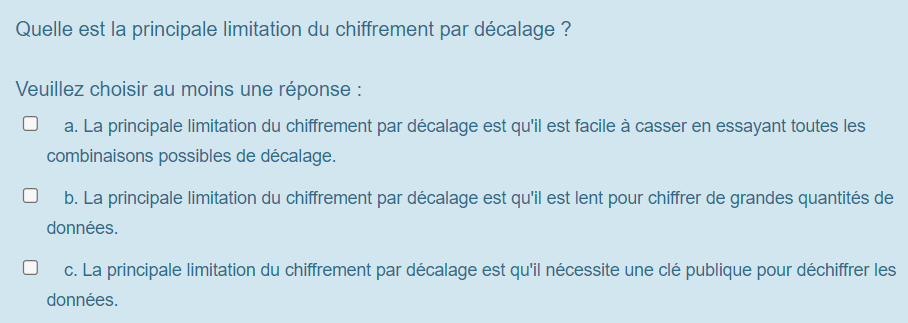 Quelle est la principale limitation du chiffrement par décalage ?
Veuillez choisir au moins une réponse :
a. La principale limitation du chiffrement par décalage est qu'il est facile à casser en essayant toutes les
combinaisons possibles de décalage.
b. La principale limitation du chiffrement par décalage est qu'il est lent pour chiffrer de grandes quantités de
données.
c. La principale limitation du chiffrement par décalage est qu'il nécessite une clé publique pour déchiffrer les
données.